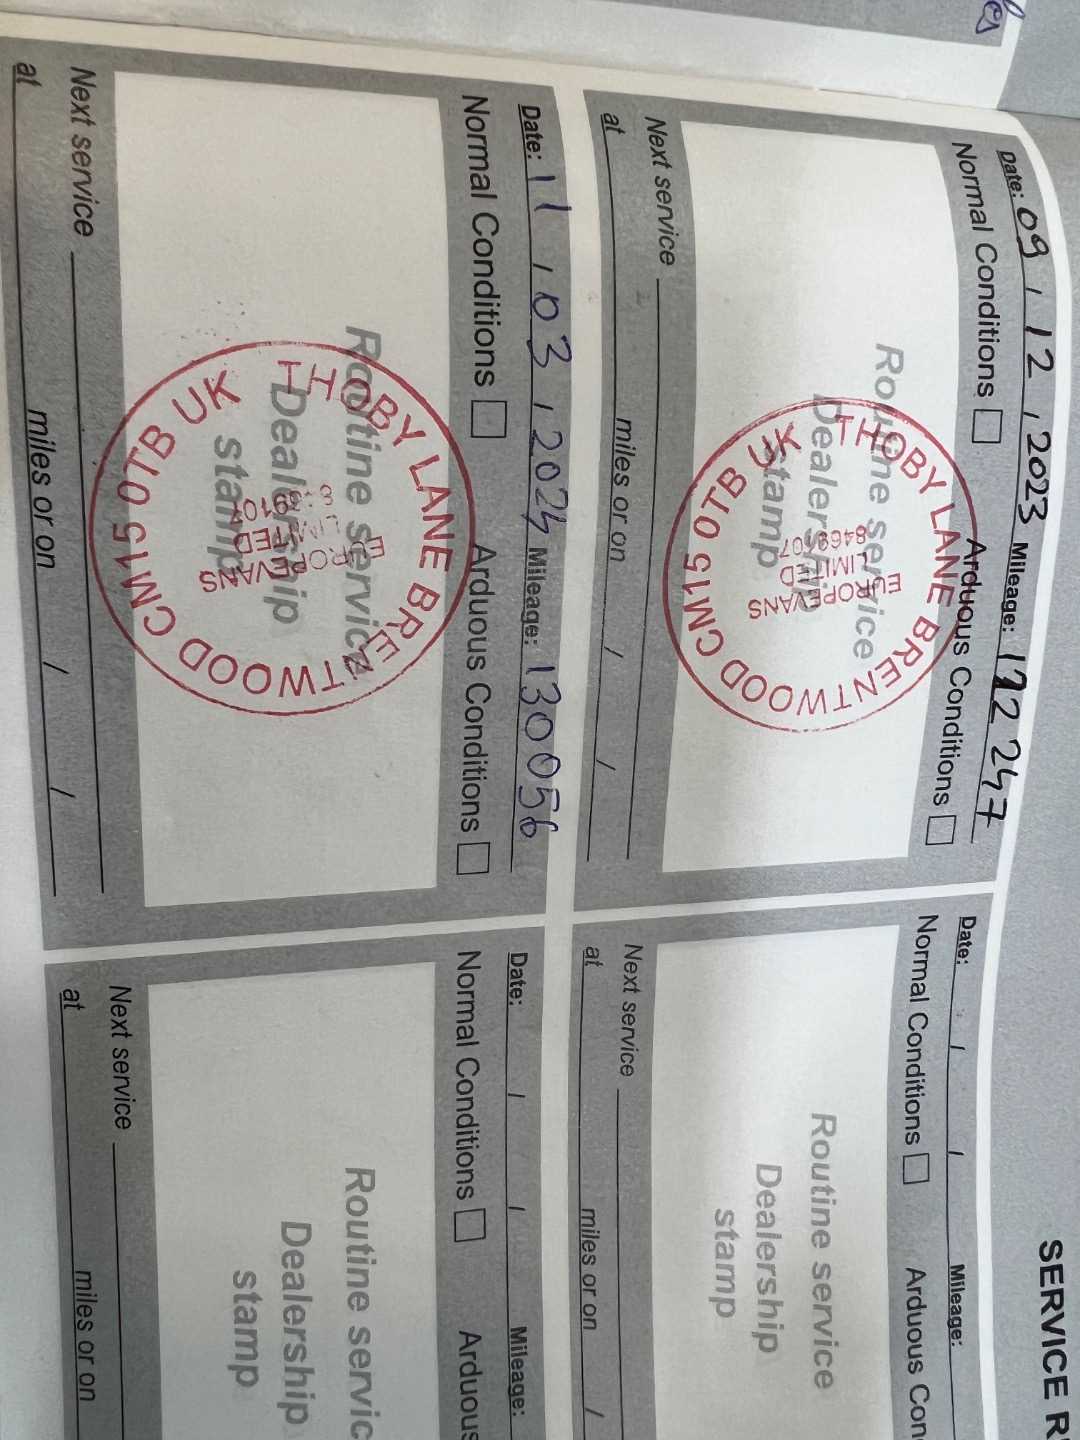 SERVICE
Date: 09 / 12 / 2023 Mileage: 122 247
Normal Conditions Arduous Conditions
Routine service
Dealership
stamp
THOBY LANE BRENTWOOD CM15 0TB UK
EUROPEVANS
LIMITED
8469107
Next service
at miles or on / /
Date: 11 / 03 / 2024 Mileage: 130056
Normal Conditions Arduous Conditions
Routine service
Dealership
stamp
THOBY LANE BRENTWOOD CM15 0TB UK
EUROPEVANS
LIMITED
Next service
at miles or on / /
Date: / / Mileage:
Normal Conditions Arduous Con
Routine service
Dealership
stamp
Next service
at miles or on /
Date: / / Mileage:
Normal Conditions Arduous
Routine servic
Dealership
stamp
Next service
at miles or on